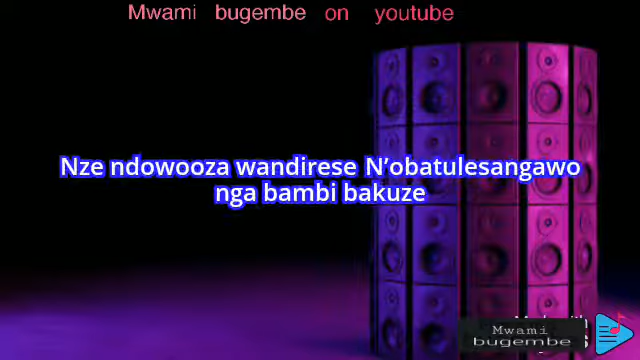 Mwami bugembe on youtube
Nze ndowooza wandirese N’obatulesangawo
nga bambi bakuze
Mwami
bugembe